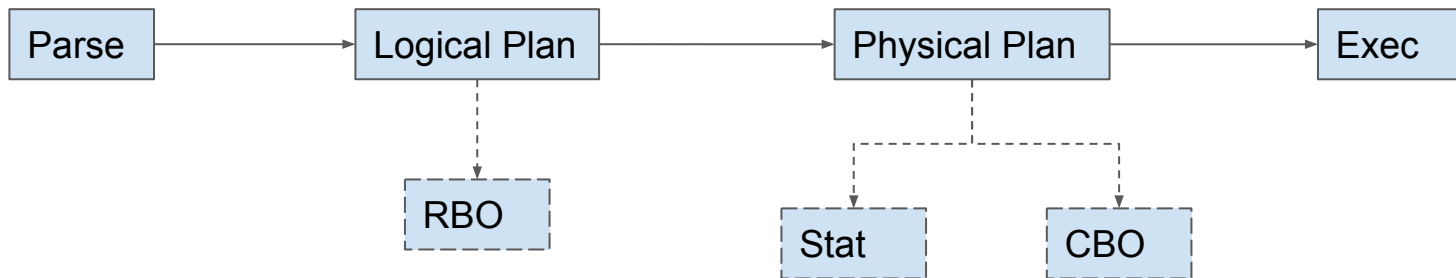 Parse
Logical Plan
Physical Plan
Exec
RBO
Stat
CBO